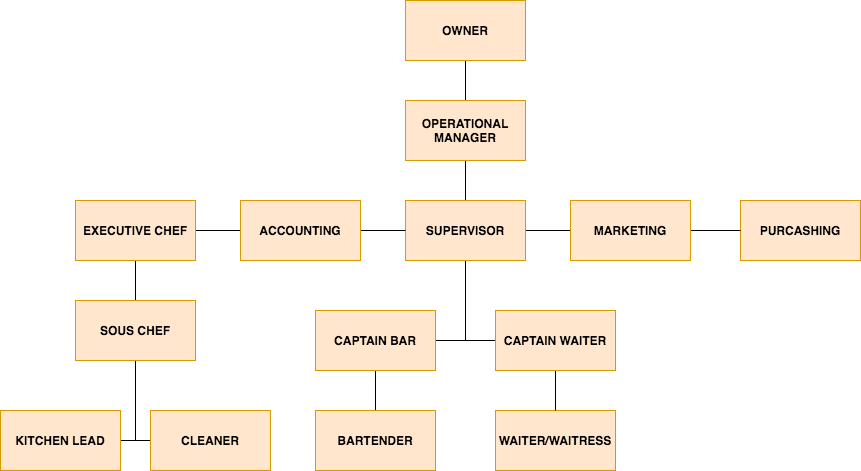 OWNER
OPERATIONAL
MANAGER
EXECUTIVE CHEF
ACCOUNTING
SUPERVISOR
MARKETING
PURCASHING
SOUS CHEF
CAPTAIN BAR
CAPTAIN WAITER
KITCHEN LEAD
CLEANER
BARTENDER
WAITER/WAITRESS